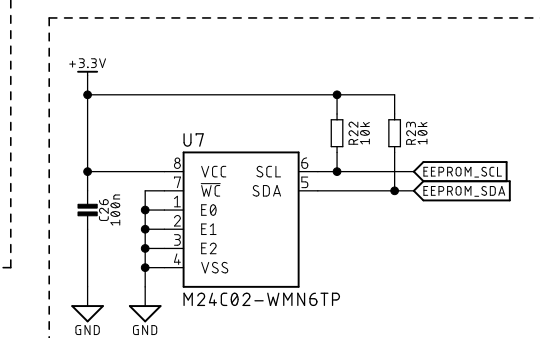 +3.3V
U7
R22
10k
R23
10k
8 VCC SCL 6
7 WC SDA 5
1 E0
2 E1
3 E2
4 VSS
EEPROM_SCL
EEPROM_SDA
C26
100n
M24C02-WMN6TP
GND
GND